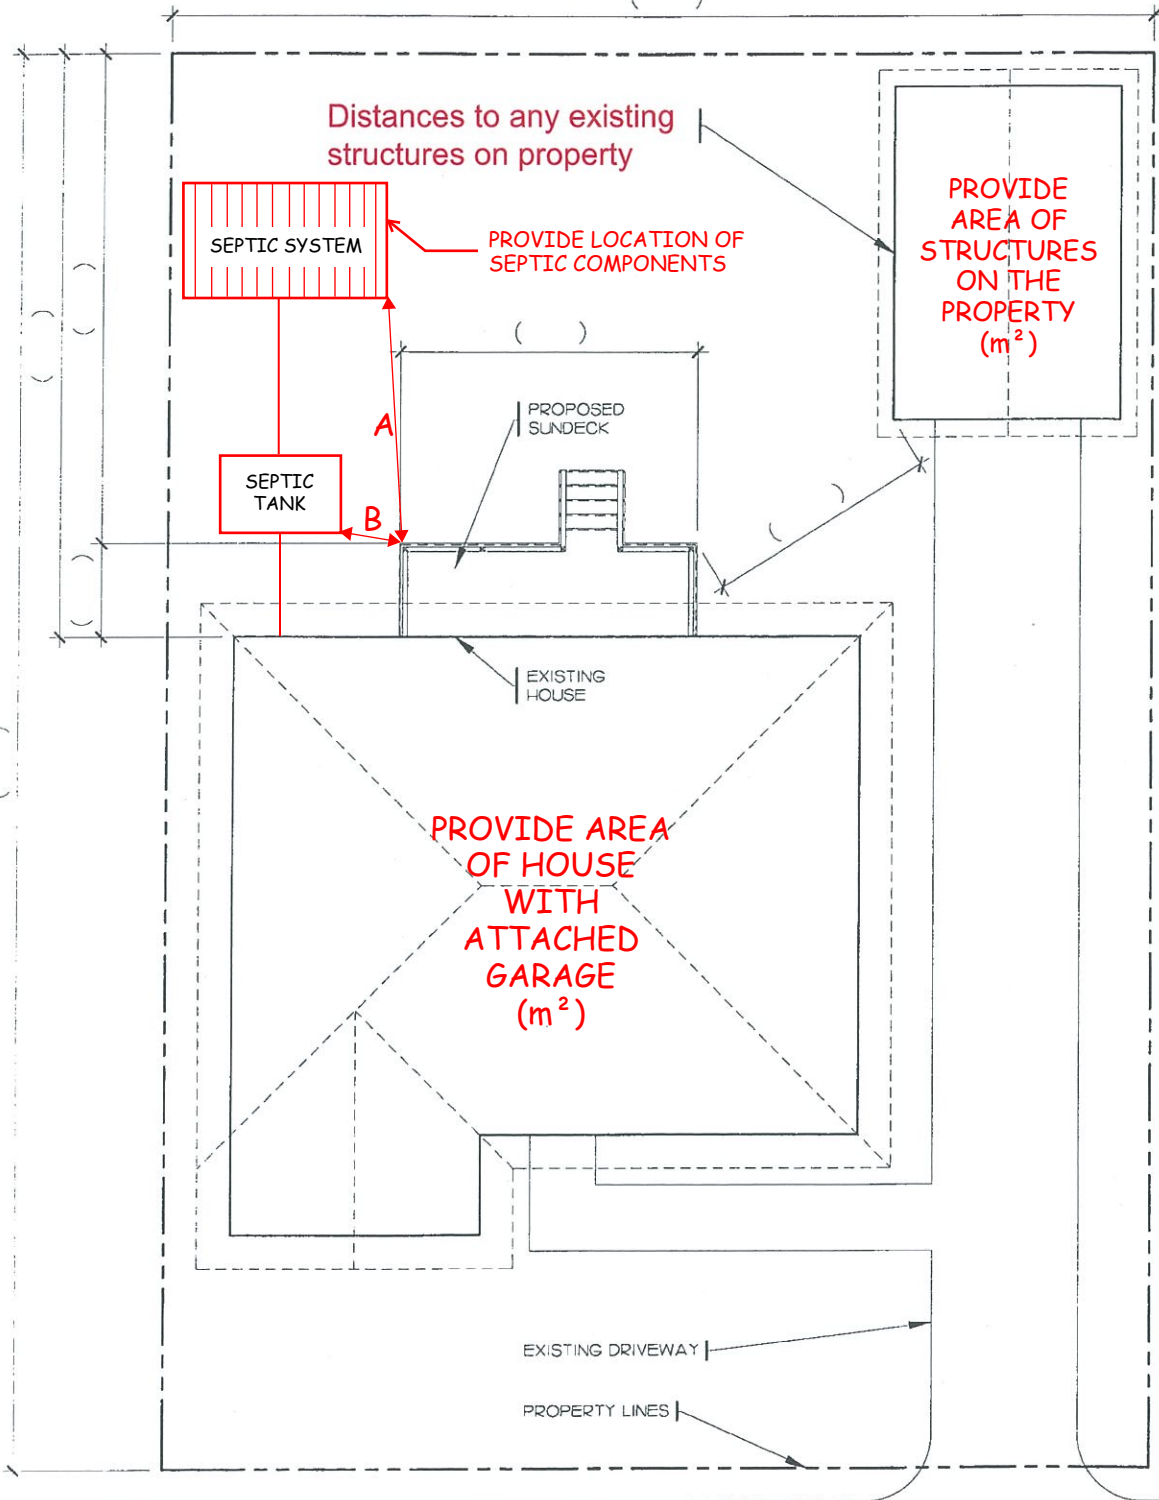 Distances to any existing
structures on property
PROVIDE
AREA OF
STRUCTURES
ON THE
PROPERTY
(m²)
SEPTIC SYSTEM
PROVIDE LOCATION OF
SEPTIC COMPONENTS
( )
PROPOSED
SUNDECK
A
SEPTIC
TANK
B
( )
EXISTING
HOUSE
PROVIDE AREA
OF HOUSE
WITH
ATTACHED
GARAGE
(m²)
EXISTING DRIVEWAY
PROPERTY LINES